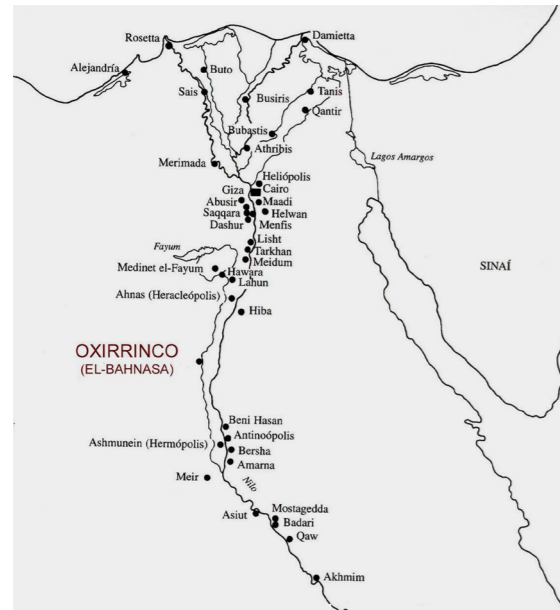 Damietta
Rosetta
Alejandría
Buto
Sais
Busiris
Tanis
Qantir
Bubastis
Athribis
Merimada
Lagos Amargos
Heliópolis
Giza
Cairo
Abusir
Maadi
Saqqara
Helwan
Dashur
Menfis
Lisht
Fayum
Tarkhan
Meidum
Medinet el-Fayum
Hawara
Lahun
SINAÍ
Ahnas (Heracleópolis)
Hiba
OXIRRINCO
(EL-BAHNASA)
Beni Hasan
Antinoópolis
Ashmunein (Hermópolis)
Bersha
Amarna
Meir
Nilo
Asiut
Mostagedda
Badari
Qaw
Akhmim